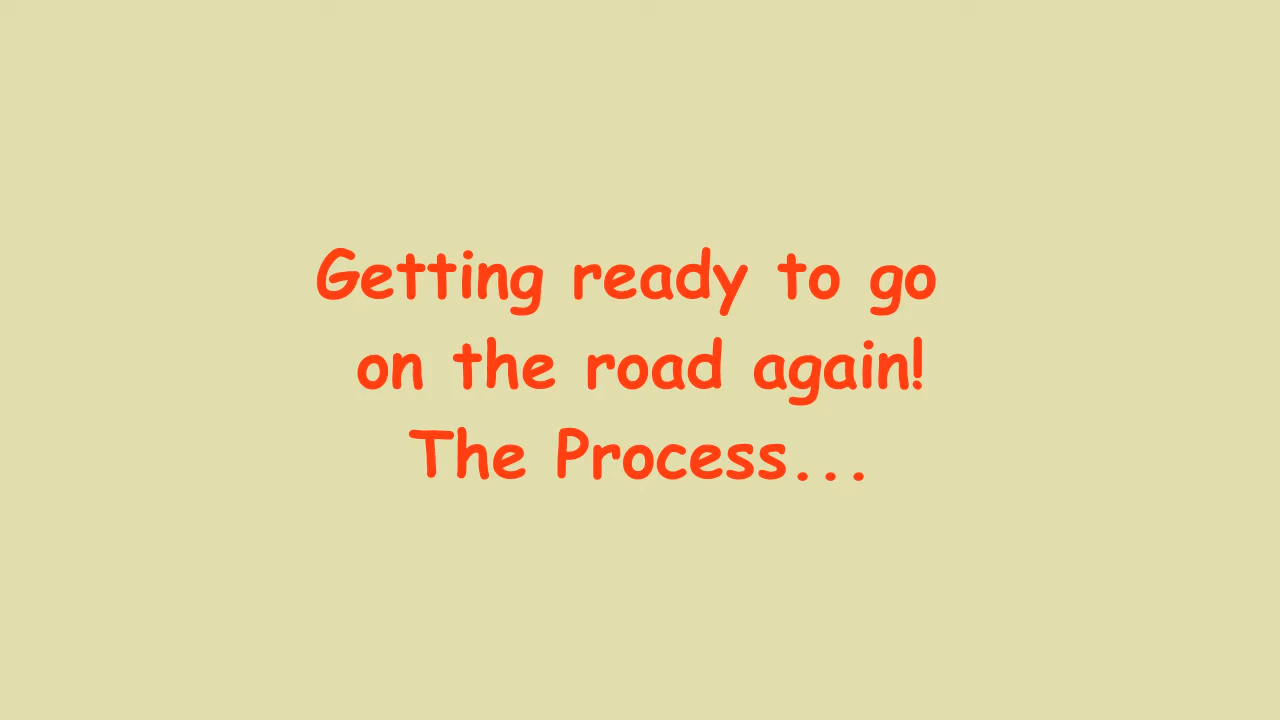 Getting ready to go
on the road again!
The Process...